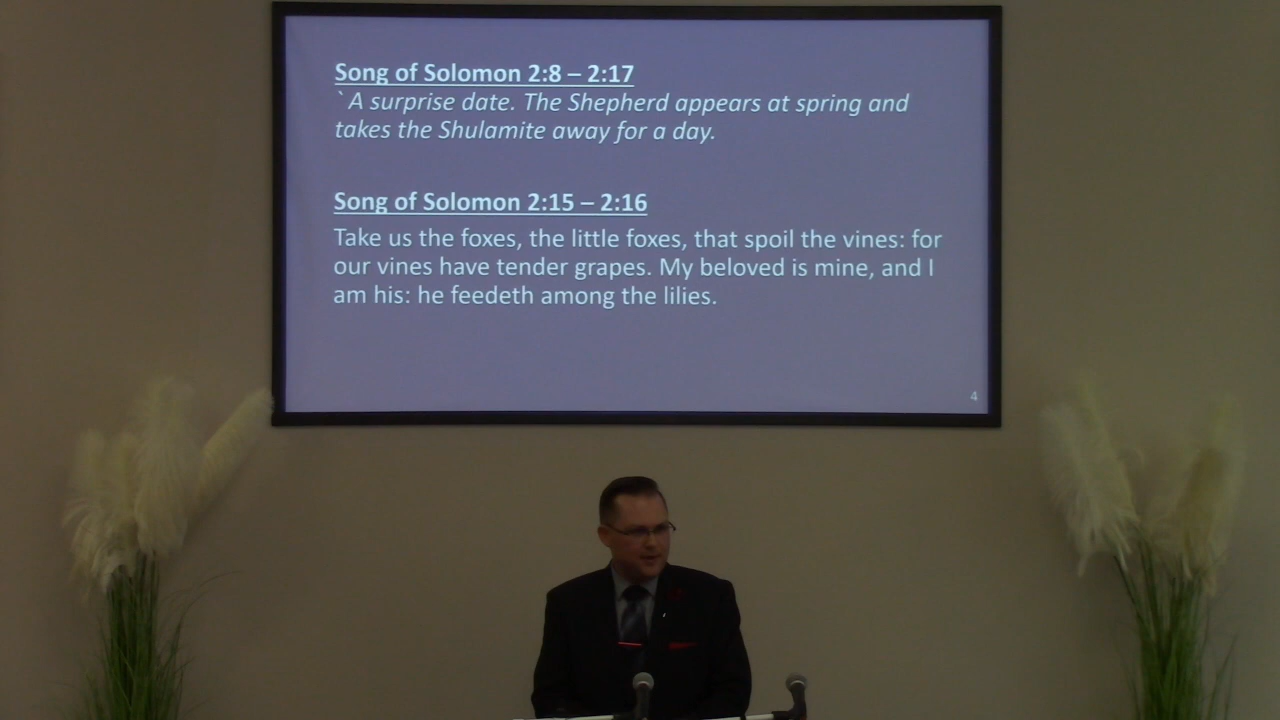 Song of Solomon 2:8 – 2:17
`A surprise date. The Shepherd appears at spring and
takes the Shulamite away for a day.
Song of Solomon 2:15 – 2:16
Take us the foxes, the little foxes, that spoil the vines: for
our vines have tender grapes. My beloved is mine, and I
am his: he feedeth among the lilies.
4